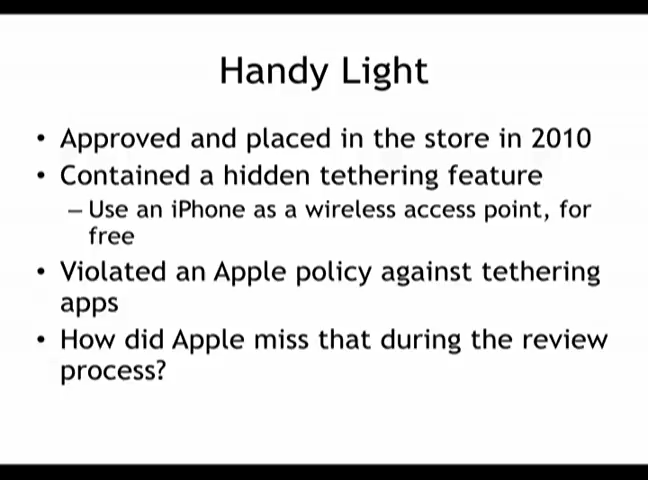 Handy Light
• Approved and placed in the store in 2010
• Contained a hidden tethering feature
– Use an iPhone as a wireless access point, for
free
• Violated an Apple policy against tethering
apps
• How did Apple miss that during the review
process?